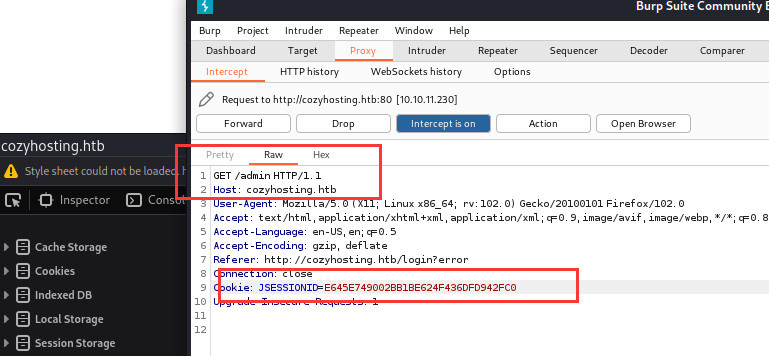 Burp Suite Community E
Burp Project Intruder Repeater Window Help
Dashboard Target Proxy Intruder Repeater Sequencer Decoder Comparer
Intercept HTTP history WebSockets history Options
Request to http://cozyhosting.htb:80 [10.10.11.230]
Forward Drop Intercept is on Action Open Browser
Pretty Raw Hex
1 GET /admin HTTP/1.1
2 Host: cozyhosting.htb
3 User-Agent: Mozilla/5.0 (X11; Linux x86_64; rv:102.0) Gecko/20100101 Firefox/102.0
4 Accept: text/html,application/xhtml+xml,application/xml;q=0.9,image/avif,image/webp,*/*;q=0.8
5 Accept-Language: en-US,en;q=0.5
6 Accept-Encoding: gzip, deflate
7 Referer: http://cozyhosting.htb/login?error
8 Connection: close
9 Cookie: JSESSIONID=E645E749002BB1BE624F436DFD942FC0
10 Upgrade-Insecure-Requests: 1
11
12
cozyhosting.htb
Style sheet could not be loaded. h
Inspector Consol
Cache Storage
Cookies
Indexed DB
Local Storage
Session Storage